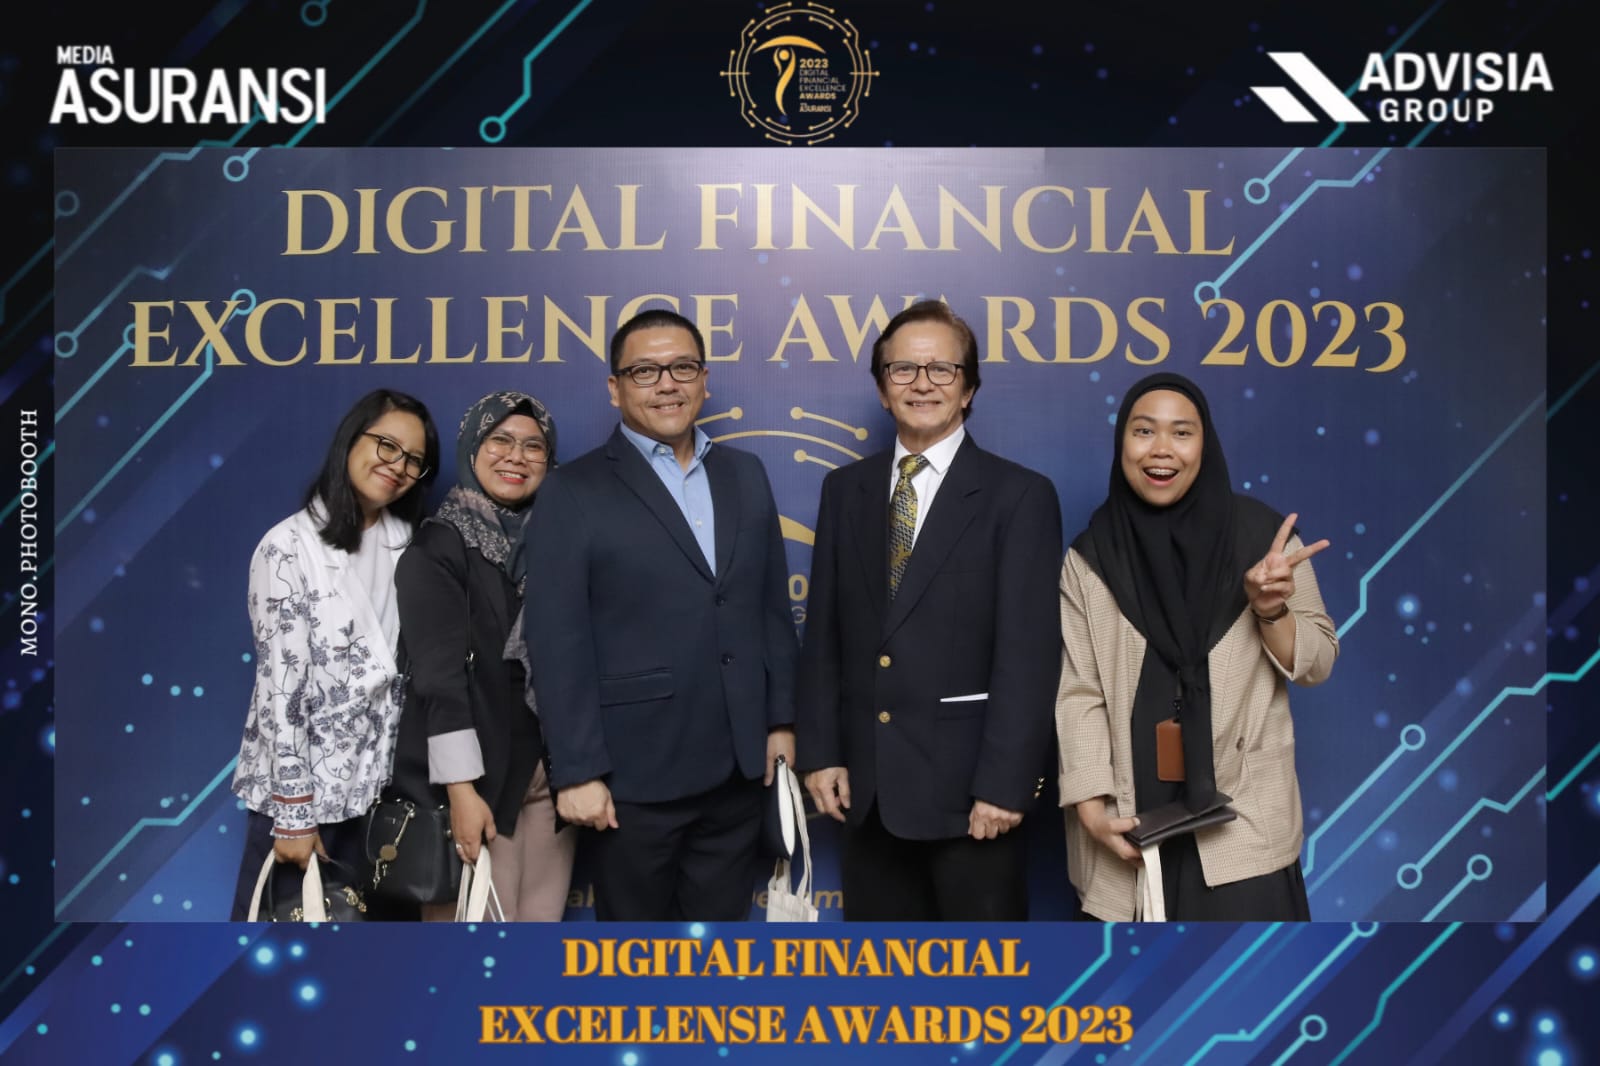 MEDIA
ASURANSI
2023
DIGITAL
FINANCIAL
EXCELLENCE
AWARDS
ASURANSI
ADVISIA
GROUP
DIGITAL FINANCIAL
EXCELLENCE AWARDS 2023
MONO.PHOTOBOOTH
DIGITAL FINANCIAL
EXCELLENSE AWARDS 2023